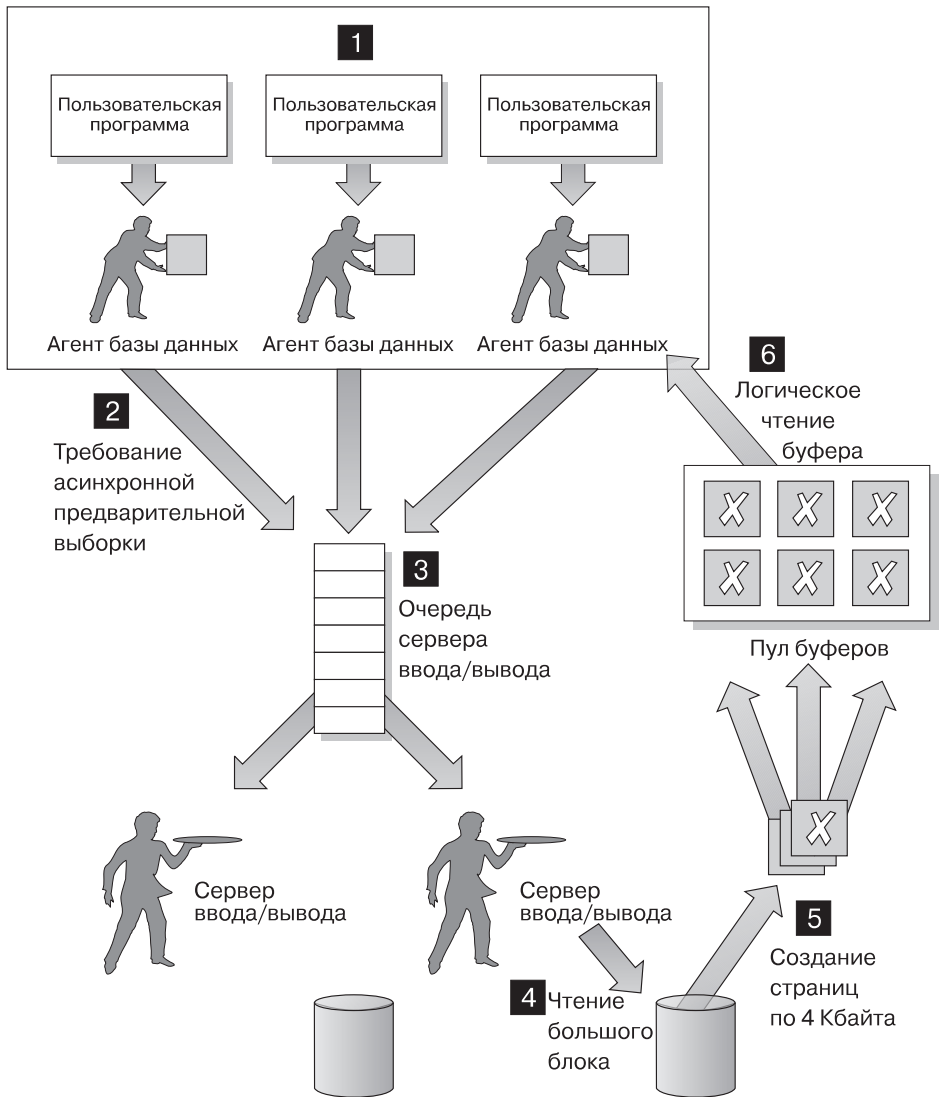 1
Пользовательская
программа
Пользовательская
программа
Пользовательская
программа
Агент базы данных
Агент базы данных
Агент базы данных
2
Требование
асинхронной
предварительной
выборки
3
Очередь
сервера
ввода/вывода
Сервер
ввода/вывода
Сервер
ввода/вывода
4
Чтение
большого
блока
5
Создание
страниц
по 4 Кбайта
Пул буферов
6
Логическое
чтение
буфера
X
X
X
X
X
X
X